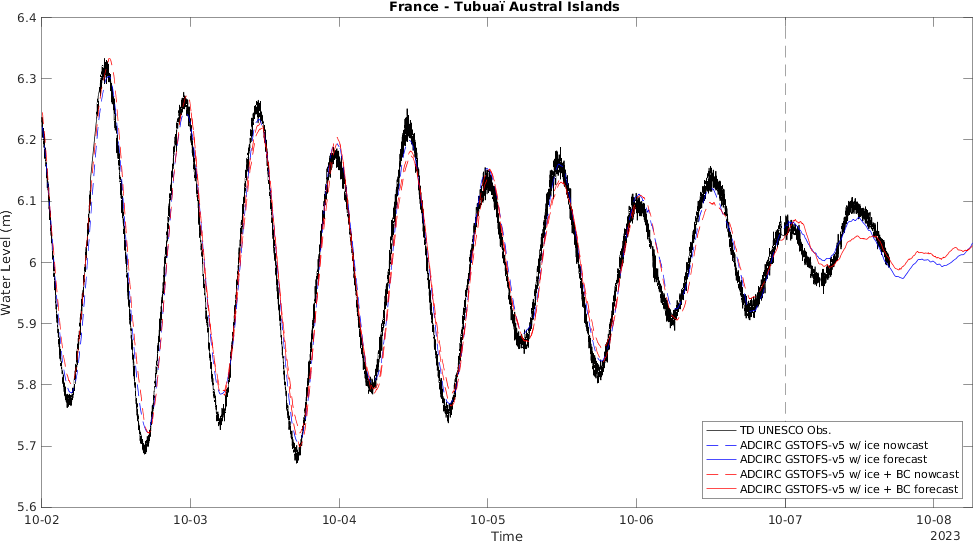 France - Tubuaï Austral Islands
6.4
6.3
6.2
6.1
6
5.9
5.8
5.7
5.6
Water Level (m)
10-02
10-03
10-04
10-05
10-06
10-07
10-08
Time
2023
TD UNESCO Obs.
ADCIRC GSTOFS-v5 w/ ice nowcast
ADCIRC GSTOFS-v5 w/ ice forecast
ADCIRC GSTOFS-v5 w/ ice + BC nowcast
ADCIRC GSTOFS-v5 w/ ice + BC forecast